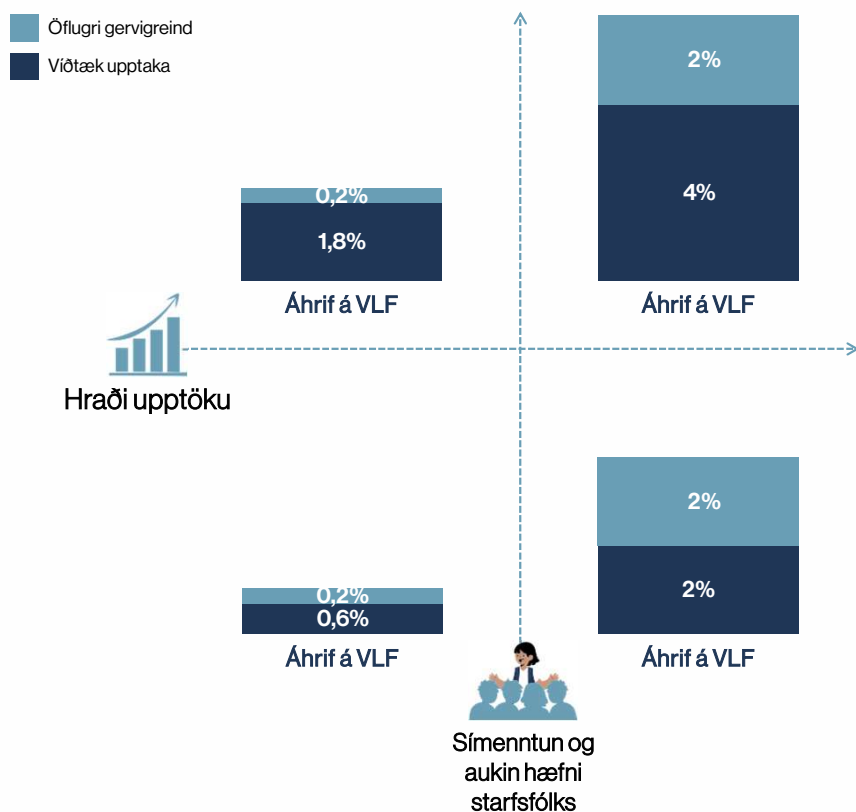 Öflugri gervigreind
Víðtæk upptaka
0,2%
1,8%
Áhrif á VLF
2%
4%
Áhrif á VLF
Hraði upptöku
0,2%
0,6%
Áhrif á VLF
2%
2%
Áhrif á VLF
Símenntun og
aukin hæfni
starfsfólks